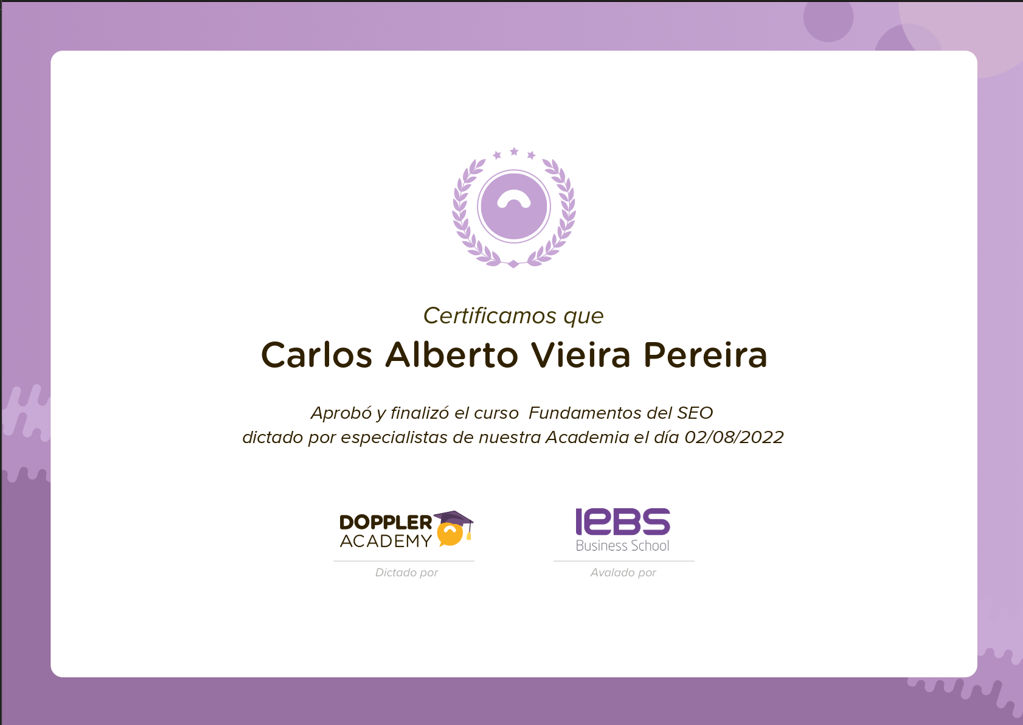 Certificamos que
Carlos Alberto Vieira Pereira
Aprobó y finalizó el curso  Fundamentos del SEO
dictado por especialistas de nuestra Academia el día 02/08/2022
DOPPLER
ACADEMY
Dictado por
IEBS
Business School
Avalado por